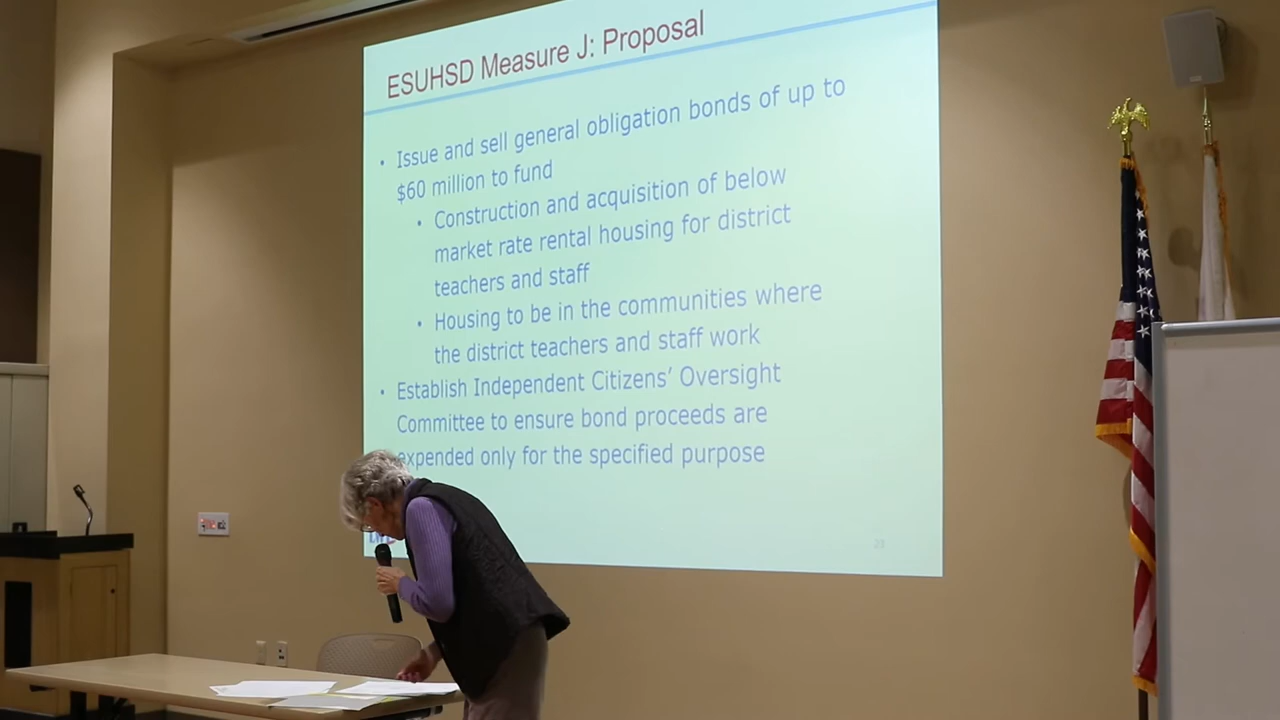 ESUHSD Measure J: Proposal
• Issue and sell general obligation bonds of up to
$60 million to fund
• Construction and acquisition of below
market rate rental housing for district
teachers and staff
• Housing to be in the communities where
the district teachers and staff work
• Establish Independent Citizens’ Oversight
Committee to ensure bond proceeds are
expended only for the specified purpose